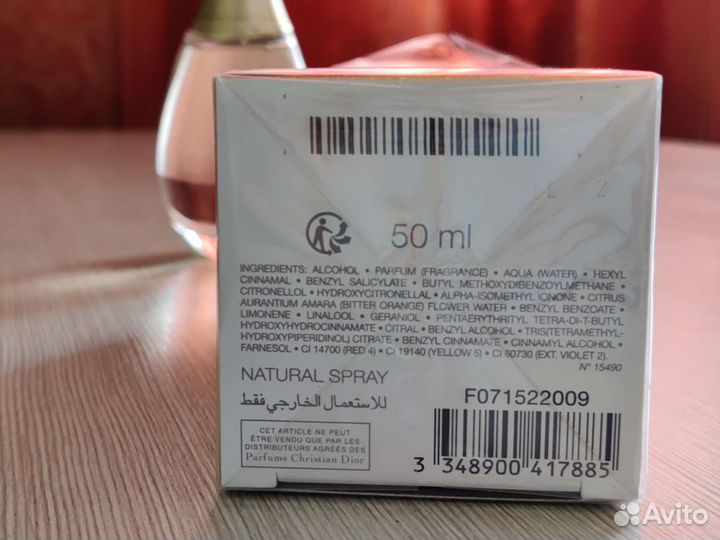 50 ml
INGREDIENTS: ALCOHOL • PARFUM (FRAGRANCE) • AQUA (WATER) • HEXYL
CINNAMAL • BENZYL SALICYLATE • BUTYL METHOXYDIBENZOYLMETHANE •
CITRONELLOL • HYDROXYCITRONELLAL • ALPHA-ISOMETHYL IONONE • CITRUS
AURANTIUM AMARA (BITTER ORANGE) FLOWER WATER • BENZYL BENZOATE •
LIMONENE • LINALOOL • GERANIOL • PENTAERYTHRITYL TETRA-DI-T-BUTYL
HYDROXYHYDROCINNAMATE • CITRAL • BENZYL ALCOHOL • TRIS(TETRAMETHYL-
HYDROXYPIPERIDINOL) CITRATE • BENZYL CINNAMATE • CINNAMYL ALCOHOL •
FARNESOL • CI 14700 (RED 4) • CI 19140 (YELLOW 5) • CI 60730 (EXT. VIOLET 2).
N° 15490
NATURAL SPRAY
للاستعمال الخارجي فقط
CET ARTICLE NE PEUT
ÊTRE VENDU QUE PAR LES
DISTRIBUTEURS AGRÉÉS DES
Parfums Christian Dior
F071522009
3 348900 417885
Avito